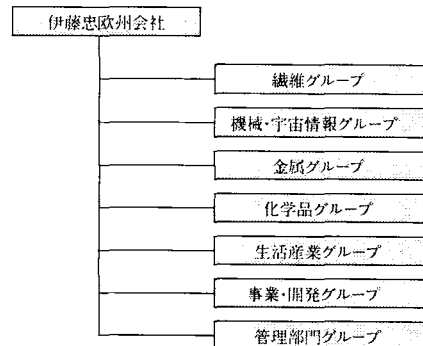 伊藤忠欧州会社
繊維グループ
機械・宇宙情報グループ
金属グループ
化学品グループ
生活産業グループ
事業・開発グループ
管理部門グループ